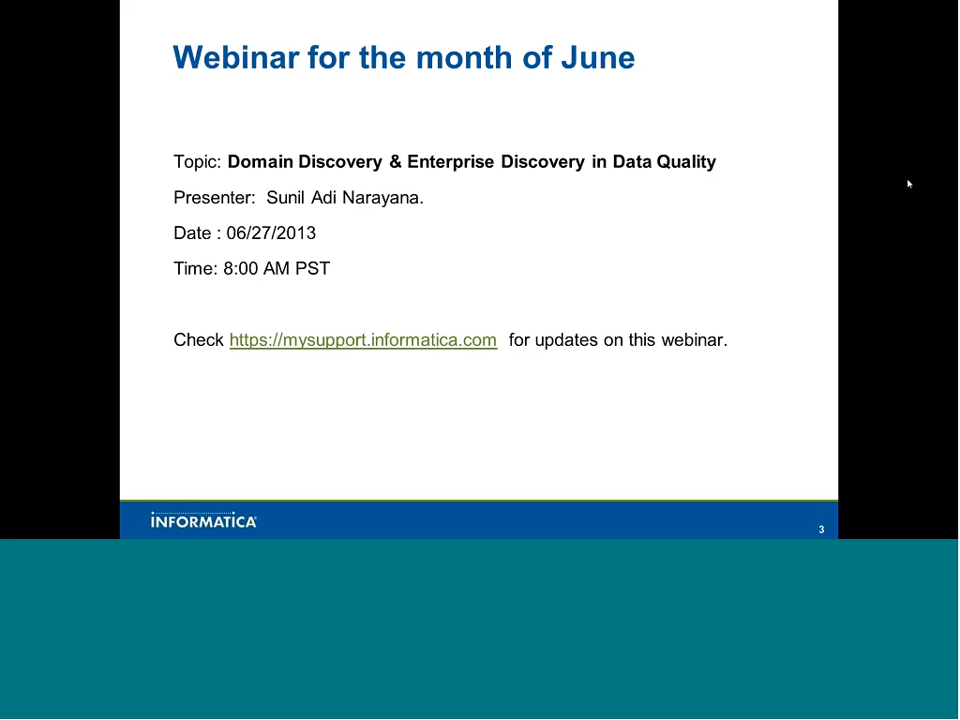 Webinar for the month of June
Topic: Domain Discovery & Enterprise Discovery in Data Quality
Presenter:  Sunil Adi Narayana.
Date : 06/27/2013
Time: 8:00 AM PST
Check https://mysupport.informatica.com  for updates on this webinar.
INFORMATICA
3